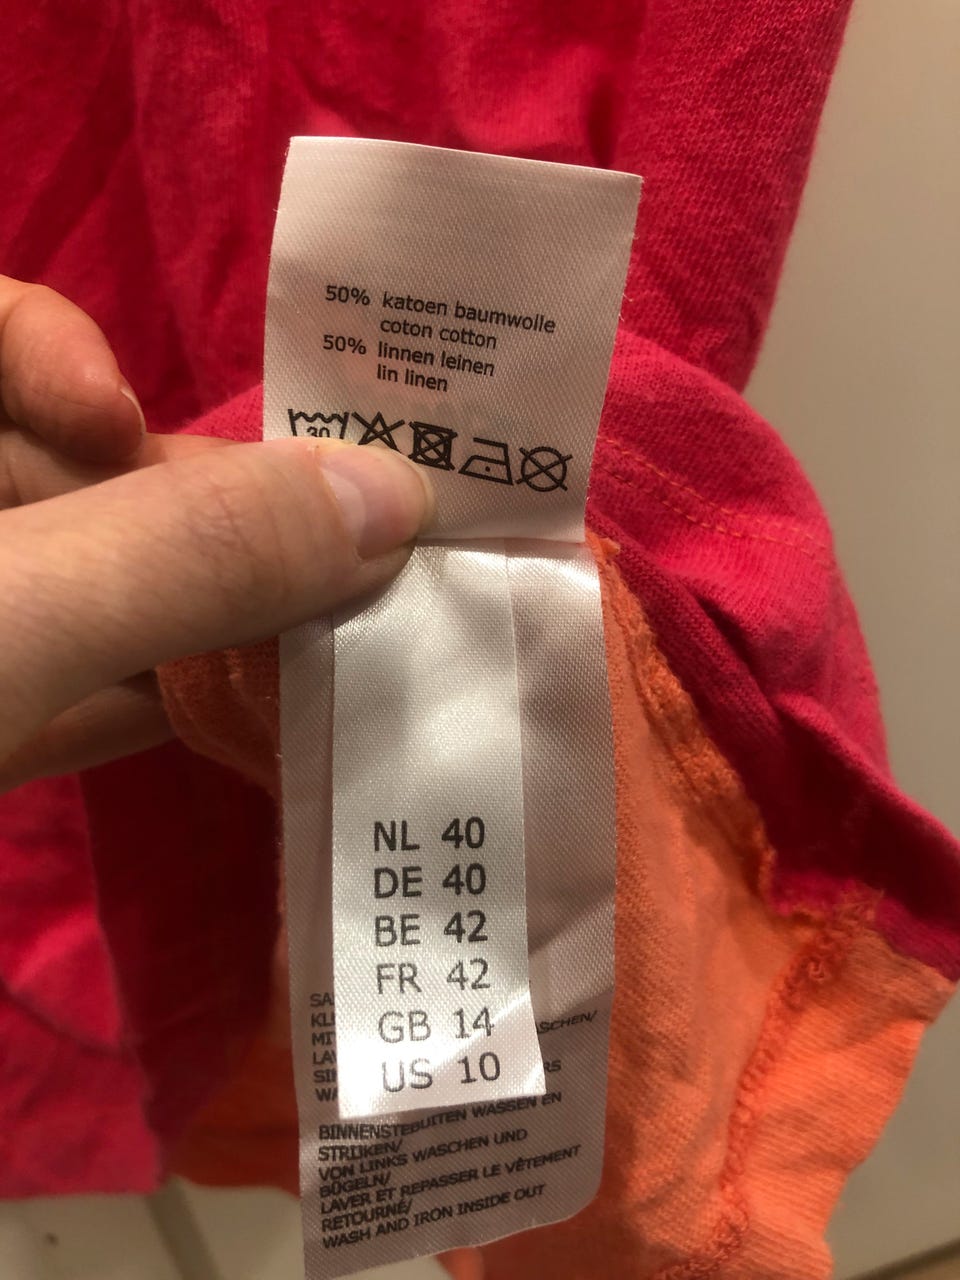 50% katoen baumwolle
coton cotton
50% linnen leinen
lin linen
30
NL 40
DE 40
BE 42
FR 42
GB 14
US 10
BINNENSTEBUITEN WASSEN EN
STRIJKEN/
VON LINKS WASCHEN UND
BÜGELN/
LAVER ET REPASSER LE VÊTEMENT
RETOURNÉ/
WASH AND IRON INSIDE OUT